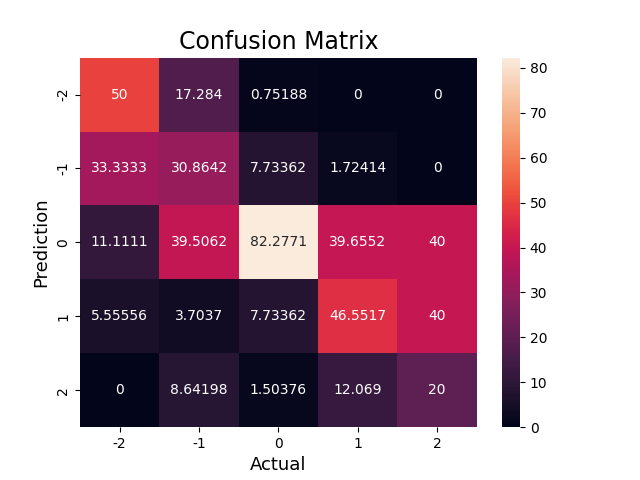 Confusion Matrix
-2 50 17.284 0.75188 0 0
-1 33.3333 30.8642 7.73362 1.72414 0
0 11.1111 39.5062 82.2771 39.6552 40
1 5.55556 3.7037 7.73362 46.5517 40
2 0 8.64198 1.50376 12.069 20
-2 -1 0 1 2
Prediction
Actual
80
70
60
50
40
30
20
10
0